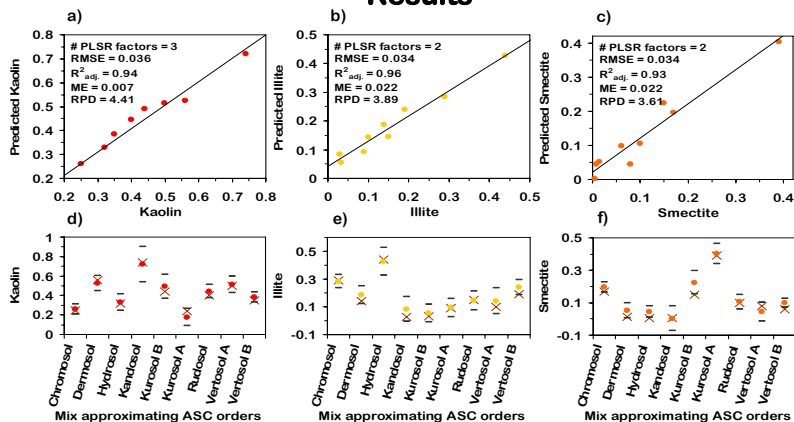 Results
a)
# PLSR factors = 3
RMSE = 0.036
R²adj. = 0.94
ME = 0.007
RPD = 4.41
Predicted Kaolin
0.8
0.7
0.6
0.5
0.4
0.3
0.2
0.2 0.4 0.6 0.8
Kaolin
b)
# PLSR factors = 2
RMSE = 0.034
R²adj. = 0.96
ME = 0.022
RPD = 3.89
Predicted Illite
0.5
0.4
0.3
0.2
0.1
0
0 0.1 0.2 0.3 0.4 0.5
Illite
c)
# PLSR factors = 2
RMSE = 0.034
R²adj. = 0.93
ME = 0.022
RPD = 3.61
Predicted Smectite
0.4
0.3
0.2
0.1
0
0 0.1 0.2 0.3 0.4
Smectite
d)
Kaolin
1
0.8
0.6
0.4
0.2
0
Chromosol
Dermosol
Hydrosol
Kandosol
Kurosol B
Kurosol A
Rudosol
Vertosol A
Vertosol B
Mix approximating ASC orders
e)
Illite
0.5
0.3
0.1
-0.1
Chromosol
Dermosol
Hydrosol
Kandosol
Kurosol B
Kurosol A
Rudosol
Vertosol A
Vertosol B
Mix approximating ASC orders
f)
Smectite
0.5
0.3
0.1
-0.1
Chromosol
Dermosol
Hydrosol
Kandosol
Kurosol B
Kurosol A
Rudosol
Vertosol A
Vertosol B
Mix approximating ASC orders